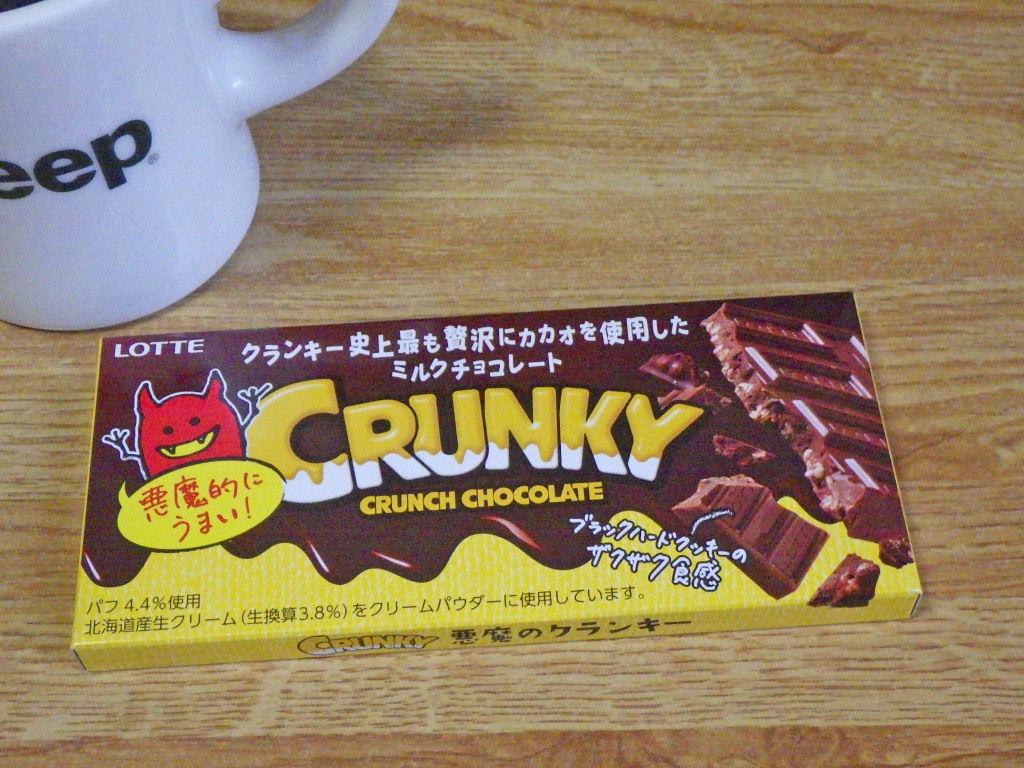 eep®
LOTTE
クランキー史上最も贅沢にカカオを使用した
ミルクチョコレート
CRUNKY
CRUNCH CHOCOLATE
悪魔的に
うまい!
ブラックハードクッキーの
ザクザク食感
パフ4.4%使用
北海道産生クリーム(生換算3.8%)をクリームパウダーに使用しています。
CRUNKY 悪魔のクランキー